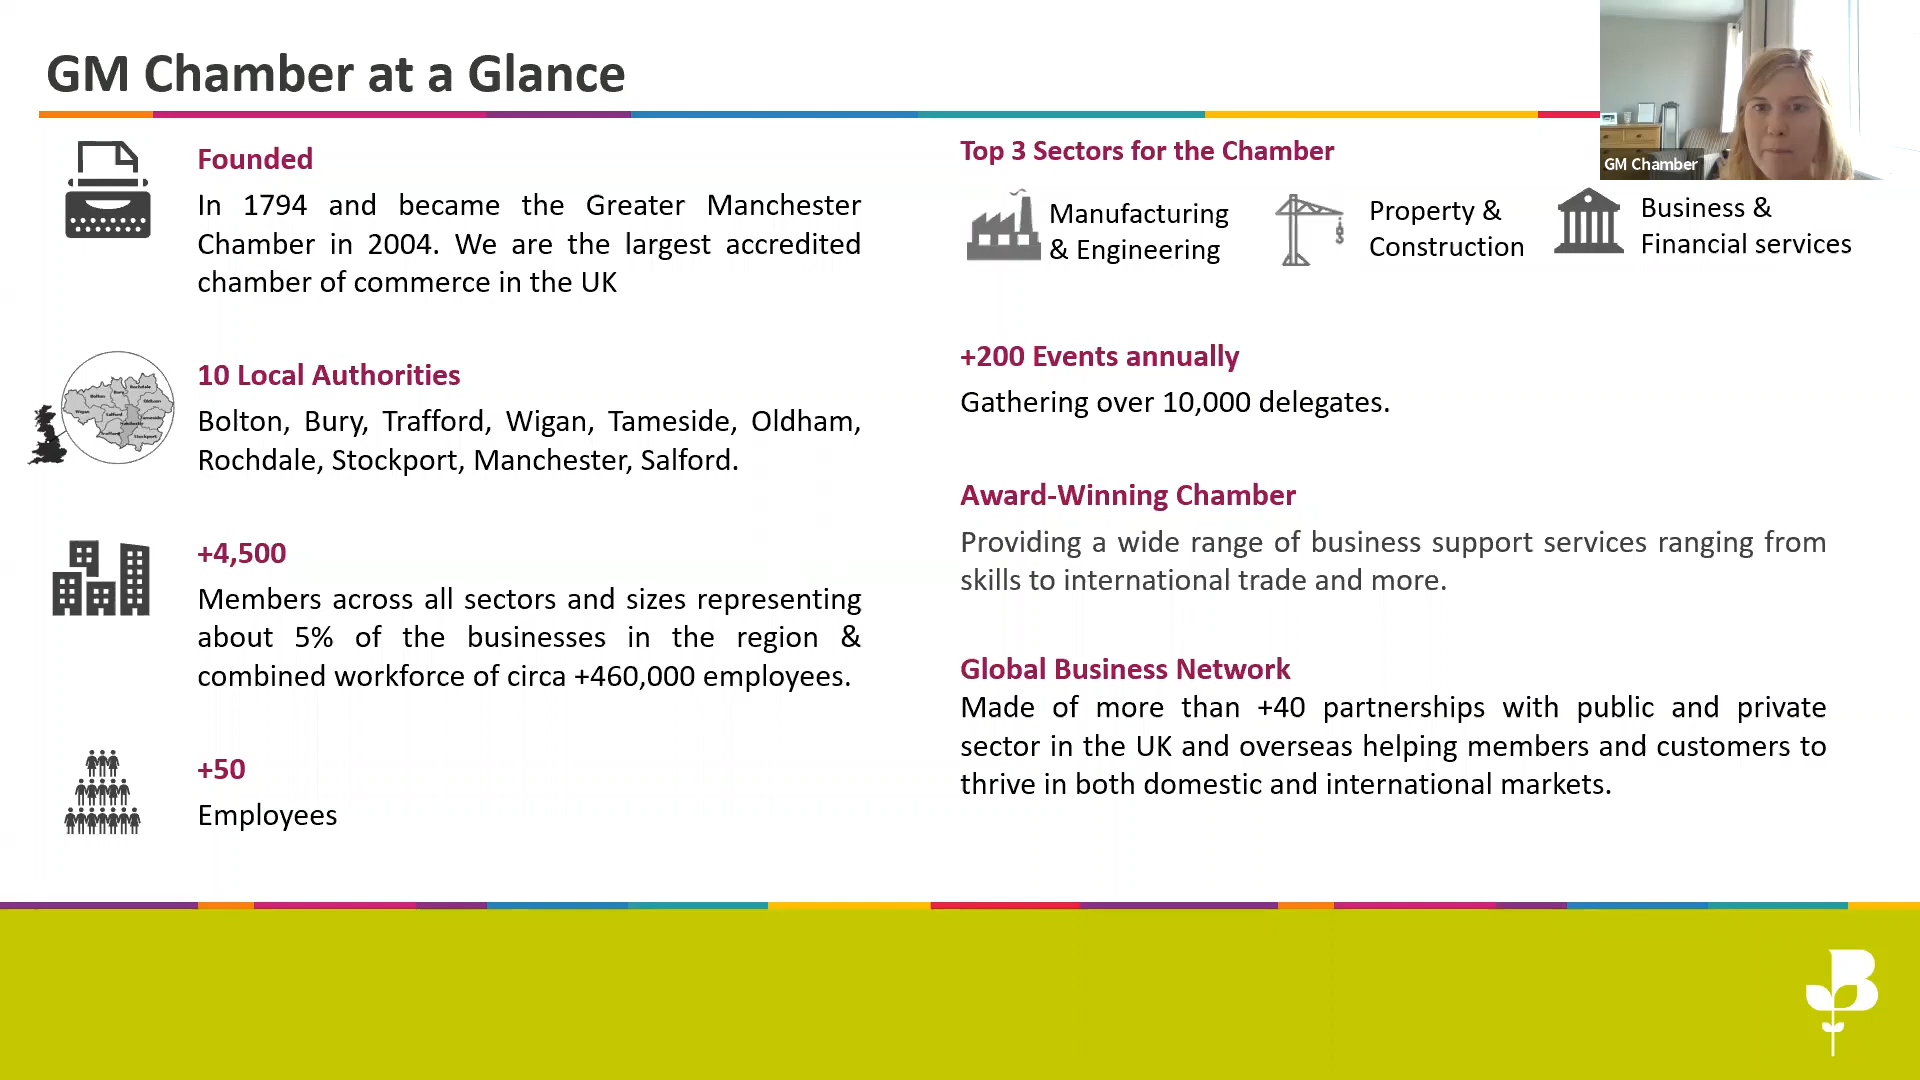 GM Chamber at a Glance
Founded
In 1794 and became the Greater Manchester
Chamber in 2004. We are the largest accredited
chamber of commerce in the UK
10 Local Authorities
Bolton, Bury, Trafford, Wigan, Tameside, Oldham,
Rochdale, Stockport, Manchester, Salford.
+4,500
Members across all sectors and sizes representing
about 5% of the businesses in the region &
combined workforce of circa +460,000 employees.
+50
Employees
Top 3 Sectors for the Chamber
Manufacturing
& Engineering
Property &
Construction
Business &
Financial services
+200 Events annually
Gathering over 10,000 delegates.
Award-Winning Chamber
Providing a wide range of business support services ranging from
skills to international trade and more.
Global Business Network
Made of more than +40 partnerships with public and private
sector in the UK and overseas helping members and customers to
thrive in both domestic and international markets.
GM Chamber